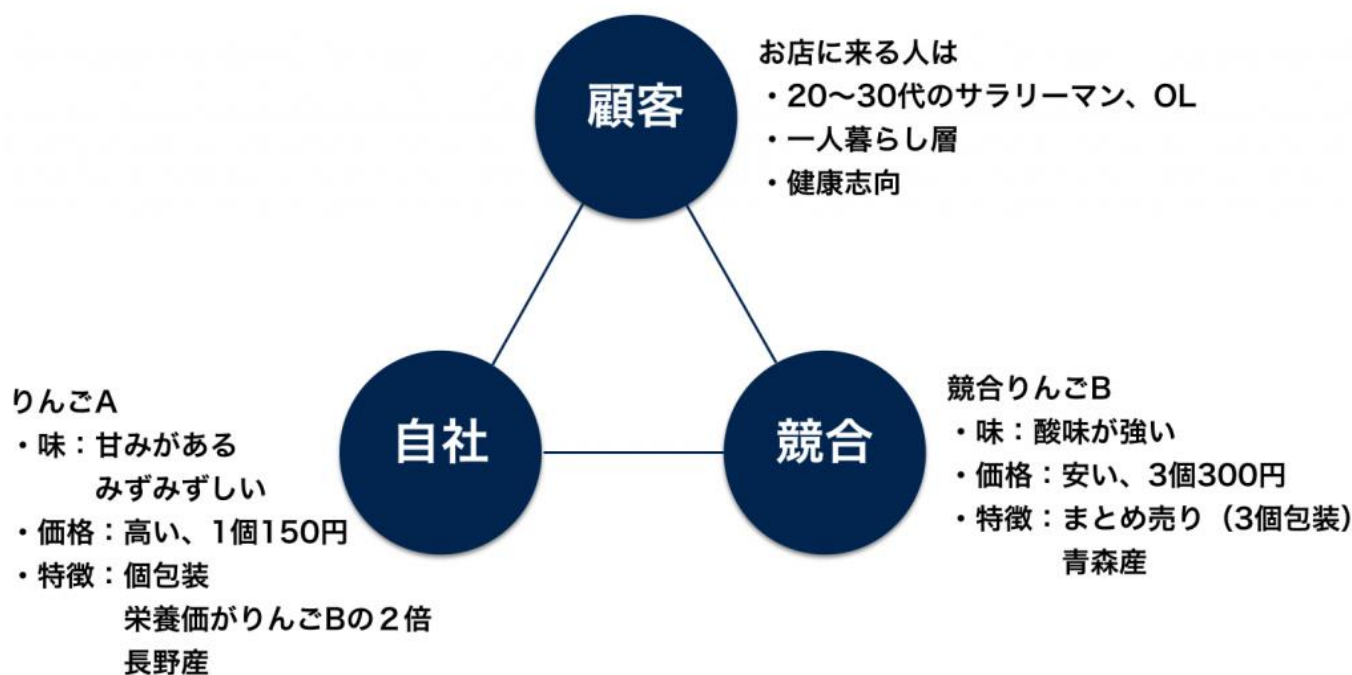 顧客
お店に来る人は
・20〜30代のサラリーマン、OL
・一人暮らし層
・健康志向
自社
りんごA
・味：甘みがある
みずみずしい
・価格：高い、1個150円
・特徴：個包装
栄養価がりんごBの２倍
長野産
競合
競合りんごB
・味：酸味が強い
・価格：安い、3個300円
・特徴：まとめ売り（3個包装）
青森産